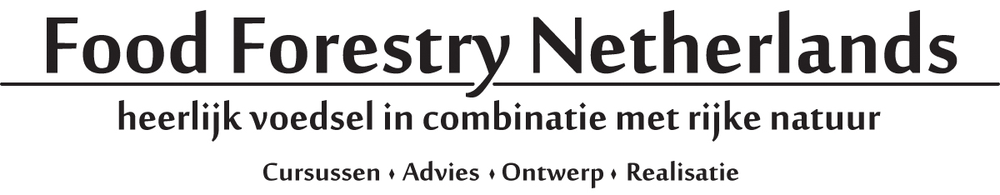 Food Forestry Netherlands
heerlijk voedsel in combinatie met rijke natuur
Cursussen ⬧ Advies ⬧ Ontwerp ⬧ Realisatie